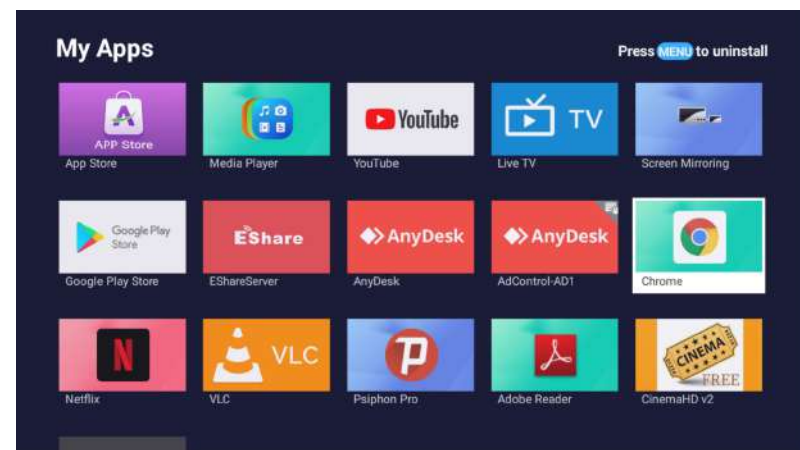 My Apps
Press MENU to uninstall
APP Store
YouTube
TV
App Store
Media Player
YouTube
Live TV
Screen Mirroring
Google Play
Store
EShare
AnyDesk
AnyDesk
Google Play Store
EShareServer
AnyDesk
AdControl-AD1
Chrome
N
VLC
CINEMA
FREE
Netflix
VLC
Psiphon Pro
Adobe Reader
CinemaHD v2